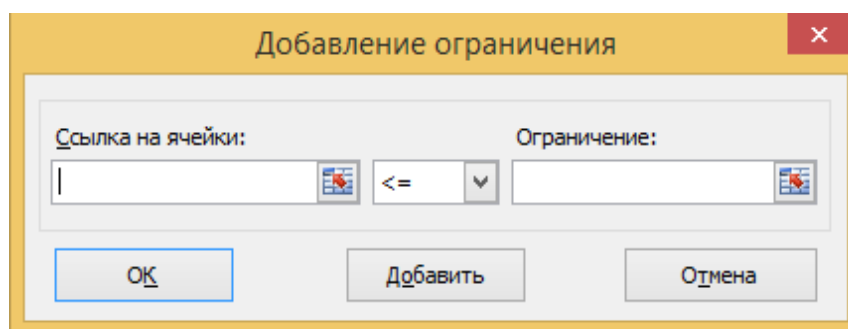 Добавление ограничения
Ссылка на ячейки:
Ограничение:
<=
ОК
Добавить
Отмена